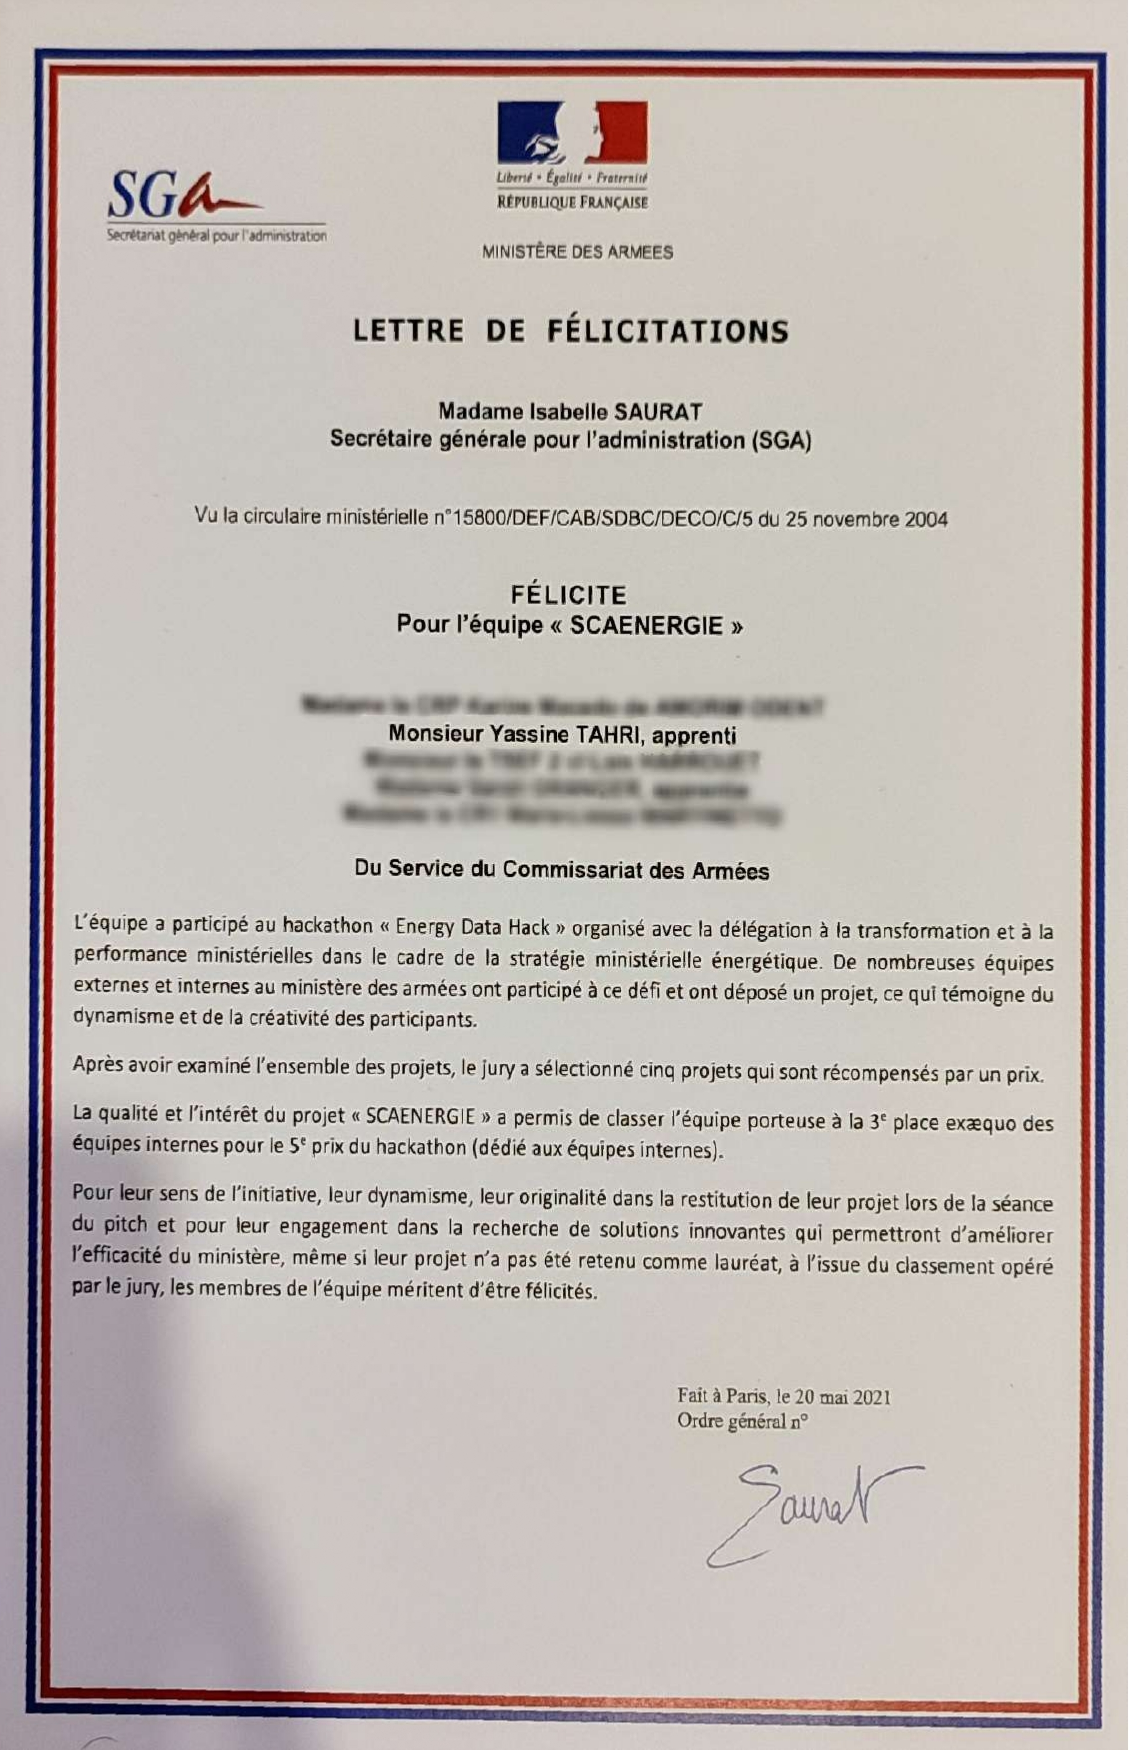 SGA
Secrétariat général pour l'administration
Liberté • Égalité • Fraternité
RÉPUBLIQUE FRANÇAISE
MINISTÈRE DES ARMEES
LETTRE DE FÉLICITATIONS
Madame Isabelle SAURAT
Secrétaire générale pour l'administration (SGA)
Vu la circulaire ministérielle n°15800/DEF/CAB/SDBC/DECO/C/5 du 25 novembre 2004
FÉLICITE
Pour l'équipe « SCAENERGIE »
Monsieur Yassine TAHRI, apprenti
Du Service du Commissariat des Armées
L'équipe a participé au hackathon « Energy Data Hack » organisé avec la délégation à la transformation et à la
performance ministérielles dans le cadre de la stratégie ministérielle énergétique. De nombreuses équipes
externes et internes au ministère des armées ont participé à ce défi et ont déposé un projet, ce qui témoigne du
dynamisme et de la créativité des participants.
Après avoir examiné l'ensemble des projets, le jury a sélectionné cinq projets qui sont récompensés par un prix.
La qualité et l'intérêt du projet « SCAENERGIE » a permis de classer l'équipe porteuse à la 3e place exæquo des
équipes internes pour le 5e prix du hackathon (dédié aux équipes internes).
Pour leur sens de l'initiative, leur dynamisme, leur originalité dans la restitution de leur projet lors de la séance
du pitch et pour leur engagement dans la recherche de solutions innovantes qui permettront d'améliorer
l'efficacité du ministère, même si leur projet n'a pas été retenu comme lauréat, à l'issue du classement opéré
par le jury, les membres de l'équipe méritent d'être félicités.
Fait à Paris, le 20 mai 2021
Ordre général n°
Saurat